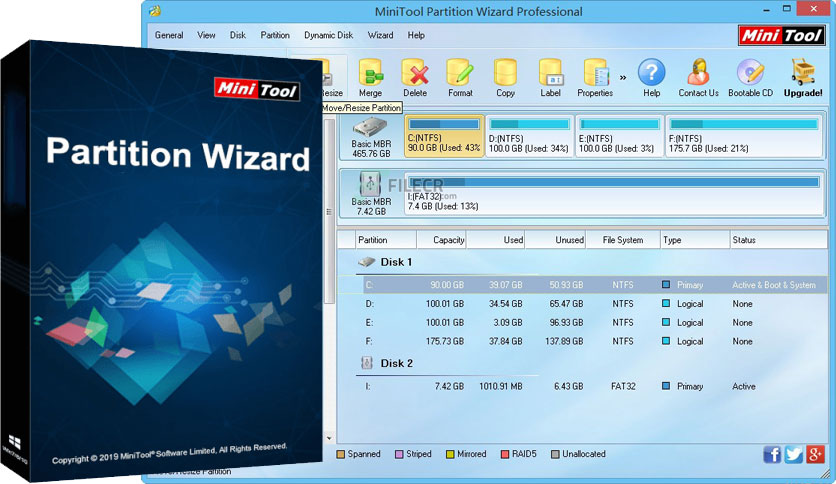 MiniTool Partition Wizard Professional
General View Disk Partition Dynamic Disk Wizard Help
Mini Tool
esize Merge Delete Format Copy Label Properties » Help Contact Us Bootable CD Upgrade!
Move/Resize Partition
Basic MBR
465.76 GB
C:(NTFS)
90.0 GB (Used: 43%
D:(NTFS)
100.0 GB (Used: 34%)
E:(NTFS)
100.0 GB (Used: 3%)
F:(NTFS)
175.7 GB (Used: 21%)
Basic MBR
7.42 GB
FILECR
.com
I:(FAT32)
7.4 GB (Used: 13%)
Partition Capacity Used Unused File System Type Status
Disk 1
C: 90.00 GB 39.07 GB 50.93 GB NTFS Primary Active & Boot & System
D: 100.01 GB 34.54 GB 65.47 GB NTFS Logical None
E: 100.01 GB 3.09 GB 96.93 GB NTFS Logical None
F: 175.73 GB 37.84 GB 137.89 GB NTFS Logical None
Disk 2
I: 7.42 GB 1010.91 MB 6.43 GB FAT32 Primary Active
Spanned Striped Mirrored RAID5 Unallocated
Mini Tool
Partition Wizard
Copyright © 2019 MiniTool® Software Limited, All Rights Reserved.